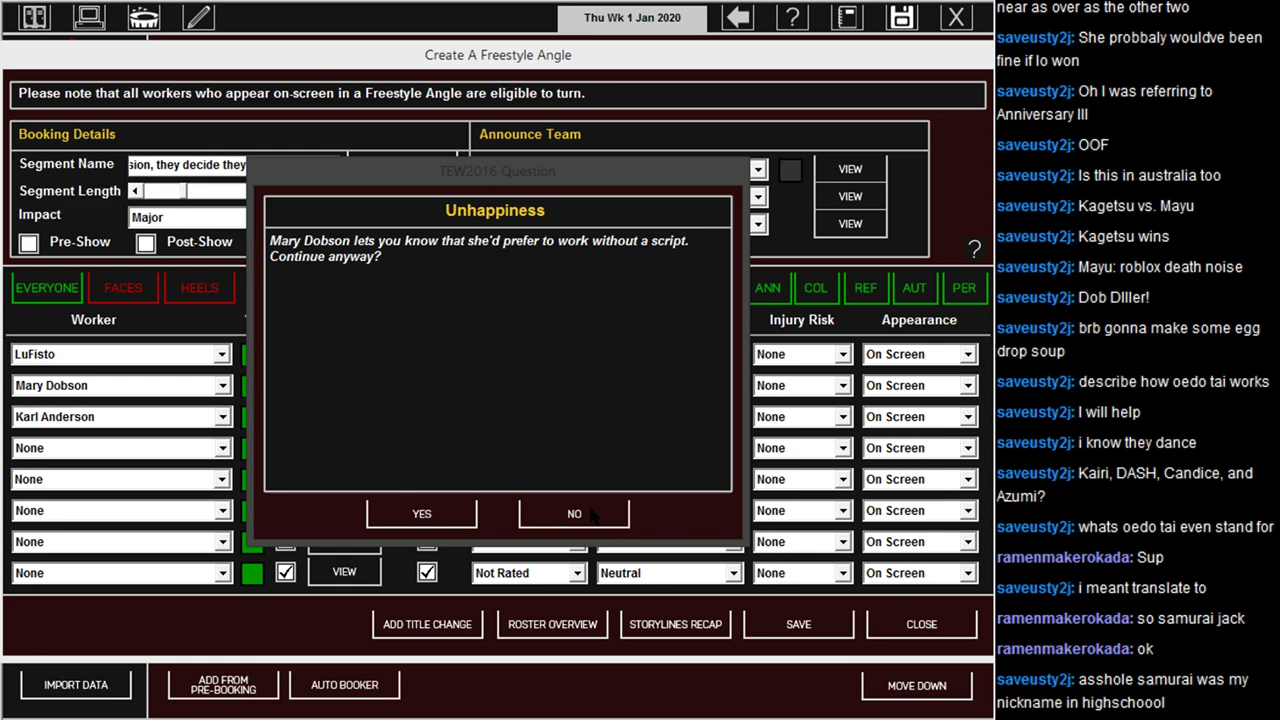 Thu Wk 1 Jan 2020
Create A Freestyle Angle
Please note that all workers who appear on-screen in a Freestyle Angle are eligible to turn.
Booking Details
Announce Team
Segment Name
sion, they decide they
VIEW
Segment Length
VIEW
Impact
Major
VIEW
Pre-Show
Post-Show
?
TEW2016 Question
Unhappiness
Mary Dobson lets you know that she'd prefer to work without a script.
Continue anyway?
YES
NO
EVERYONE
FACES
HEELS
ANN
COL
REF
AUT
PER
Worker
Injury Risk
Appearance
LuFisto
None
On Screen
Mary Dobson
None
On Screen
Karl Anderson
None
On Screen
None
None
On Screen
None
None
On Screen
None
None
On Screen
None
None
On Screen
None
VIEW
Not Rated
Neutral
None
On Screen
ADD TITLE CHANGE
ROSTER OVERVIEW
STORYLINES RECAP
SAVE
CLOSE
IMPORT DATA
ADD FROM
PRE-BOOKING
AUTO BOOKER
MOVE DOWN
near as over as the other two
saveusty2j: She probbaly wouldve been
fine if Io won
saveusty2j: Oh I was referring to
Anniversary III
saveusty2j: OOF
saveusty2j: Is this in australia too
saveusty2j: Kagetsu vs. Mayu
saveusty2j: Kagetsu wins
saveusty2j: Mayu: roblox death noise
saveusty2j: Dob DIller!
saveusty2j: brb gonna make some egg
drop soup
saveusty2j: describe how oedo tai works
saveusty2j: I will help
saveusty2j: i know they dance
saveusty2j: Kairi, DASH, Candice, and
Azumi?
saveusty2j: whats oedo tai even stand for
ramenmakerokada: Sup
saveusty2j: i meant translate to
ramenmakerokada: so samurai jack
ramenmakerokada: ok
saveusty2j: asshole samurai was my
nickname in highschoool